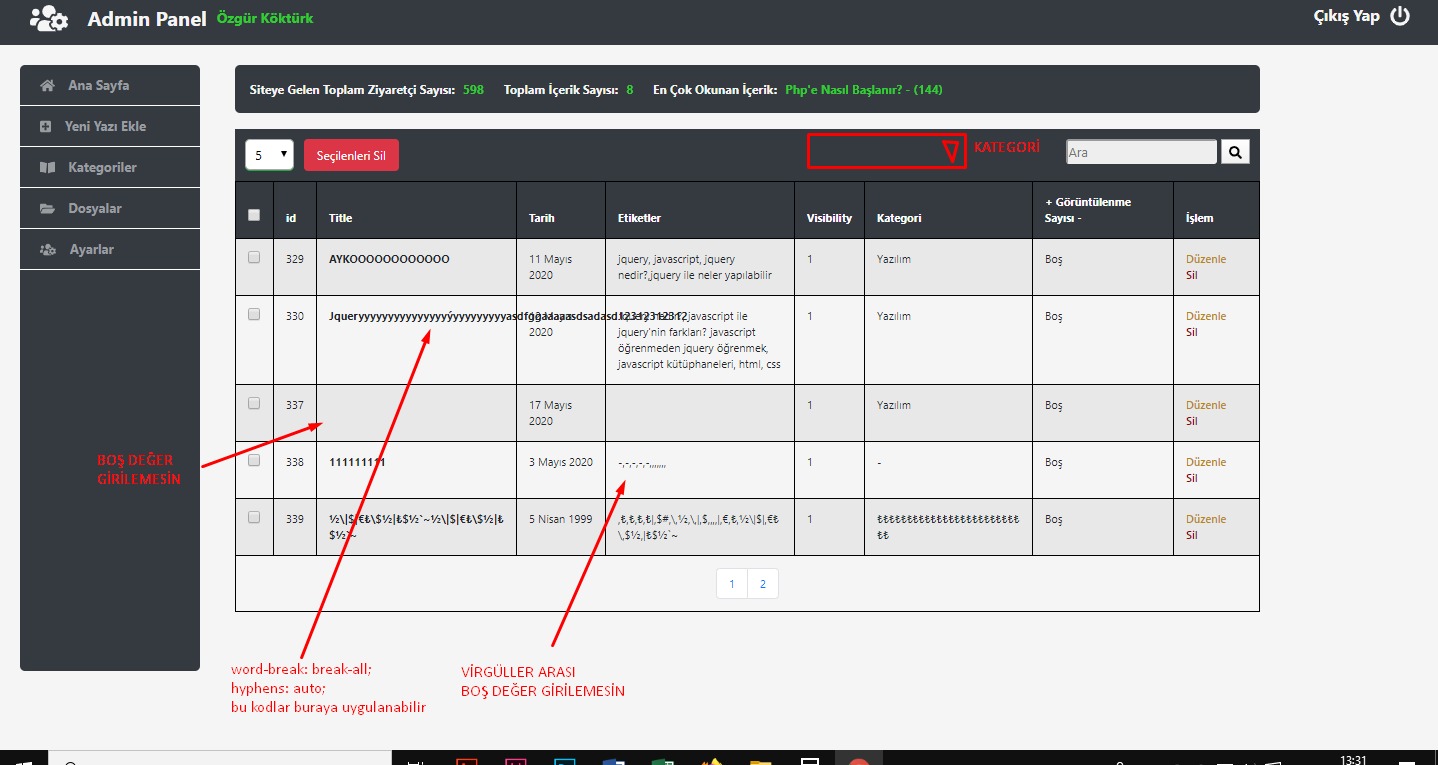 Admin Panel Özgür Köktürk
Çıkış Yap
Ana Sayfa
Yeni Yazı Ekle
Kategoriler
Dosyalar
Ayarlar
Siteye Gelen Toplam Ziyaretçi Sayısı: 598 Toplam İçerik Sayısı: 8 En Çok Okunan İçerik: Php'e Nasıl Başlanır? - (144)
5
Seçilenleri Sil
KATEGORİ
Ara
id
Title
Tarih
Etiketler
Visibility
Kategori
+ Görüntülenme
Sayısı -
İşlem
329
AYKOOOOOOOOOOOO
11 Mayıs
2020
jquery, javascript, jquery
nedir?,jquery ile neler yapılabilir
1
Yazılım
Boş
Düzenle
Sil
330
2020
javascript ile
jquery'nin farkları? javascript
öğrenmeden jquery öğrenmek,
javascript kütüphaneleri, html, css
1
Yazılım
Boş
Düzenle
Sil
337
17 Mayıs
2020
1
Yazılım
Boş
Düzenle
Sil
338
111111111
3 Mayıs 2020
-,-,-,-,-,,,,,,,
1
-
Boş
Düzenle
Sil
339
½\|$|€₺\$½|₺$½`~½\|$|€₺\$½|₺
$½`~
5 Nisan 1999
,₺,₺,₺,₺|,$#,\,½,\,|,$,,,,|,€,₺,½\|$|,€₺
\,$½,|₺$½`~
1
₺₺₺₺₺₺₺₺₺₺₺₺₺₺₺₺₺₺₺₺₺₺₺₺
₺₺
Boş
Düzenle
Sil
1
2
BOŞ DEĞER
GİRİLEMESİN
word-break: break-all;
hyphens: auto;
bu kodlar buraya uygulanabilir
VİRGÜLLER ARASI
BOŞ DEĞER GİRİLEMESİN
13:31